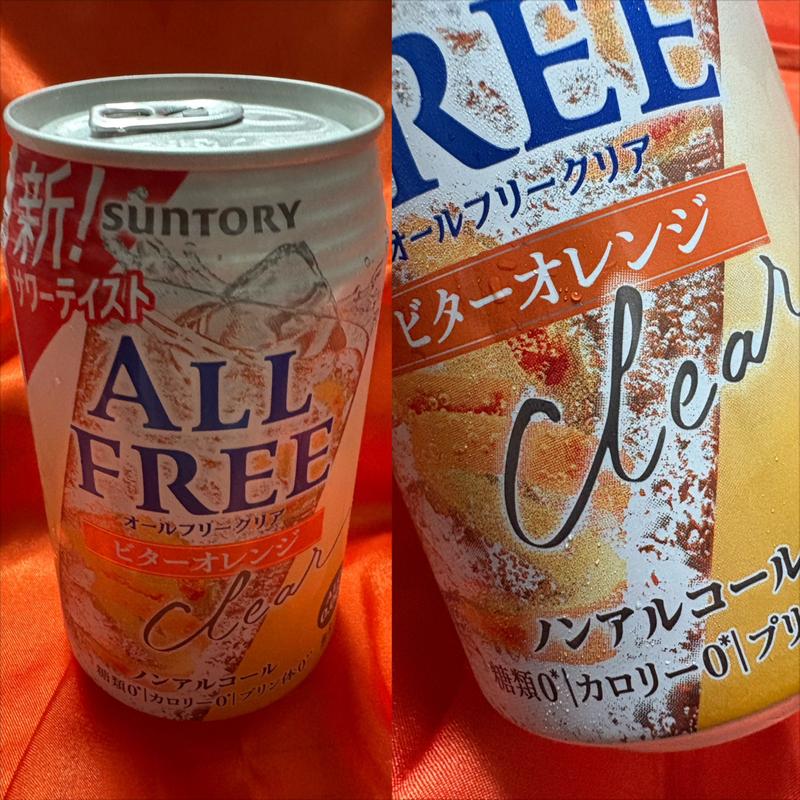 新!
サワーテイスト
SUNTORY
ALL
FREE
オールフリークリア
ビターオレンジ
clear
ノンアルコール
糖類0*|カロリー0*|プリン体0*
REE
オールフリークリア
ビターオレンジ
clear
ノンアルコール
糖類0*|カロリー0*|プリ